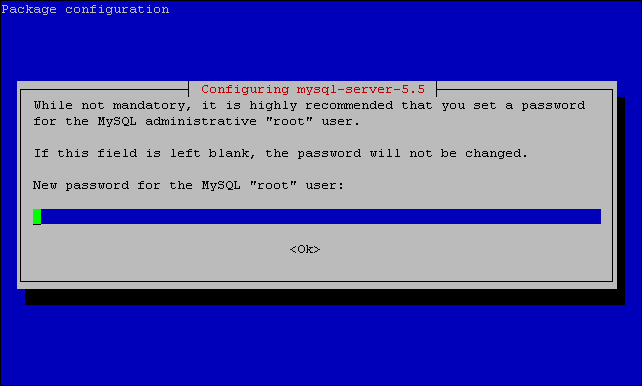 Package configuration
Configuring mysql-server-5.5
While not mandatory, it is highly recommended that you set a password
for the MySQL administrative "root" user.
If this field is left blank, the password will not be changed.
New password for the MySQL "root" user:
<Ok>